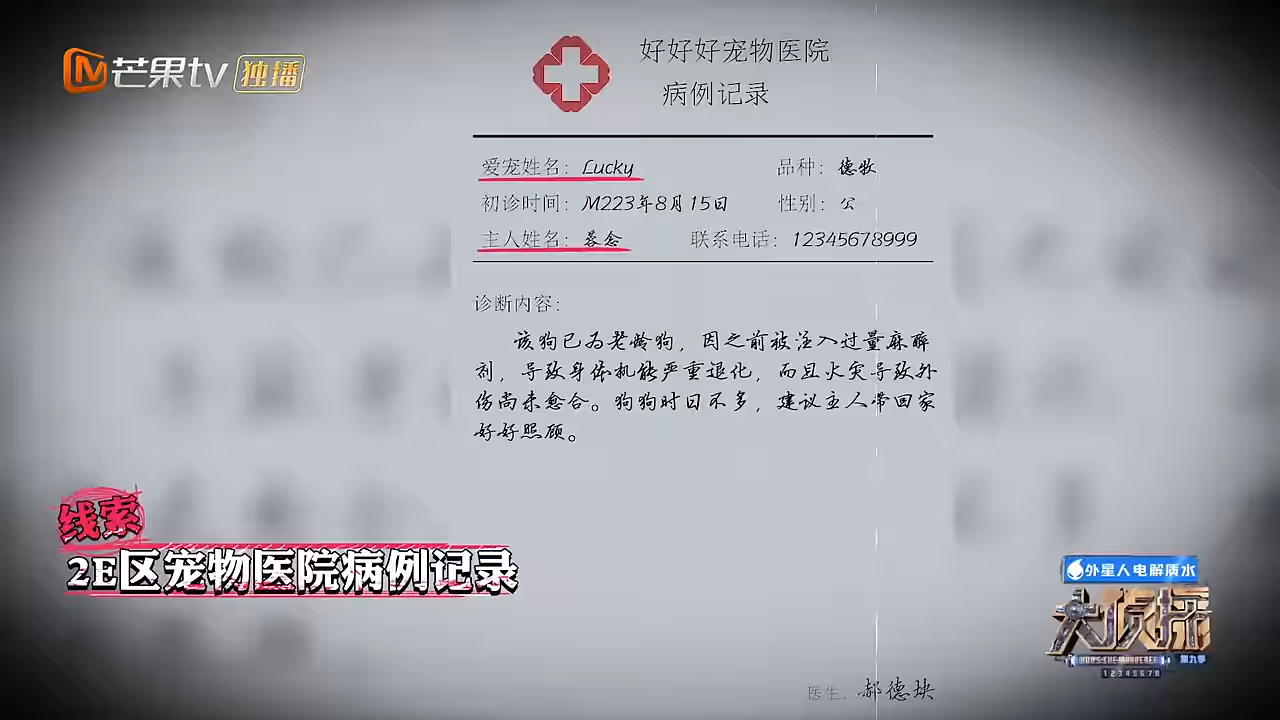 芒果tv 独播
好好好宠物医院
病例记录
爱宠姓名：Lucky 品种：德牧
初诊时间：M223年8月15日 性别：公
主人姓名：暮念 联系电话：12345678999
诊断内容：
该狗已为老龄狗，因之前被注入过量麻醉
剂，导致身体机能严重退化，而且火灾导致外
伤尚未愈合。狗狗时日不多，建议主人带回家
好好照顾。
医生：郝德块
线索
2E区宠物医院病例记录
外星人电解质水
大侦探
第九季
12345678